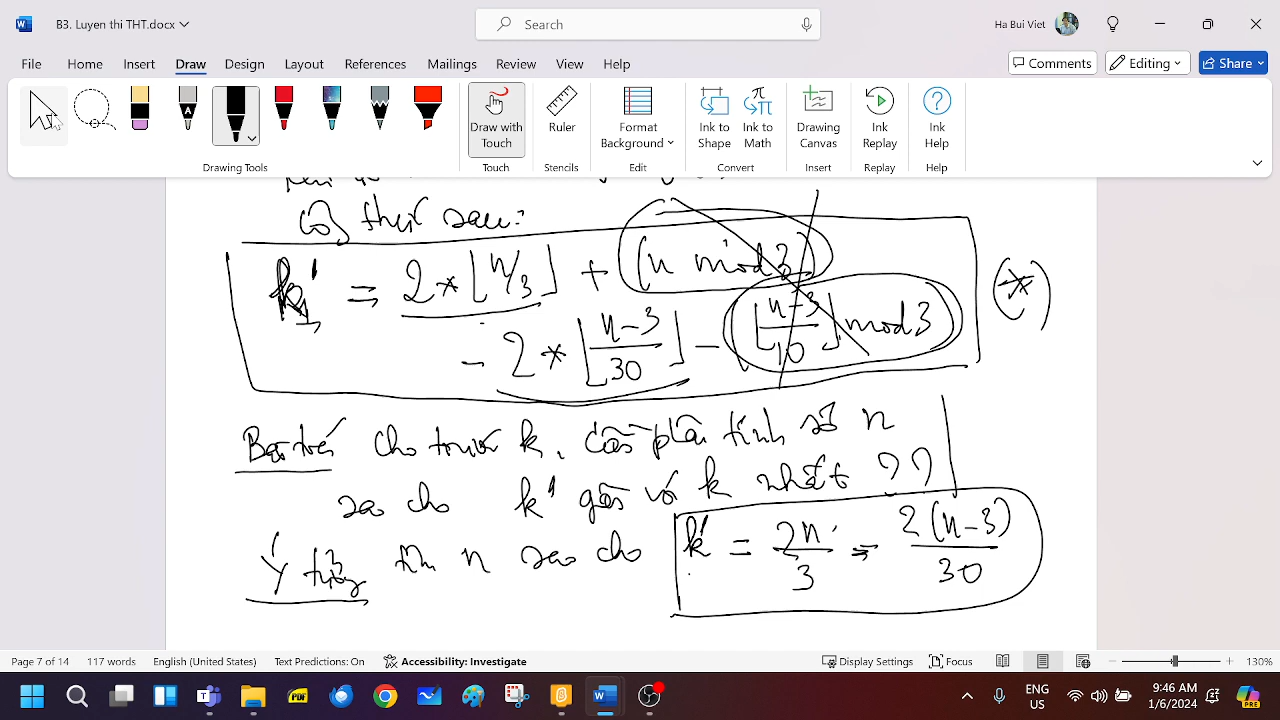 B3. Luyen thi THT.docx
Search
Ha Bui Viet
File Home Insert Draw Design Layout References Mailings Review View Help
Comments Editing Share
Draw with Touch
Ruler
Format Background
Ink to Shape
Ink to Math
Drawing Canvas
Ink Replay
Ink Help
Drawing Tools Touch Stencils Edit Convert Insert Replay Help
thức sau:
k' = 2 * ⌊n/3⌋ + (n mod 3)
- 2 * ⌊(n-3)/30⌋ - ⌊(n-3)/10⌋ mod 3 (*)
Bài toán cho trước k, cần phải tính số n
sao cho k' gần với k nhất ??
Ý tưởng tìm n sao cho k' = 2n/3 - 2(n-3)/30
Page 7 of 14 117 words English (United States) Text Predictions: On Accessibility: Investigate Display Settings Focus 130%
ENG 9:46 AM
1/6/2024
PDF
PRE